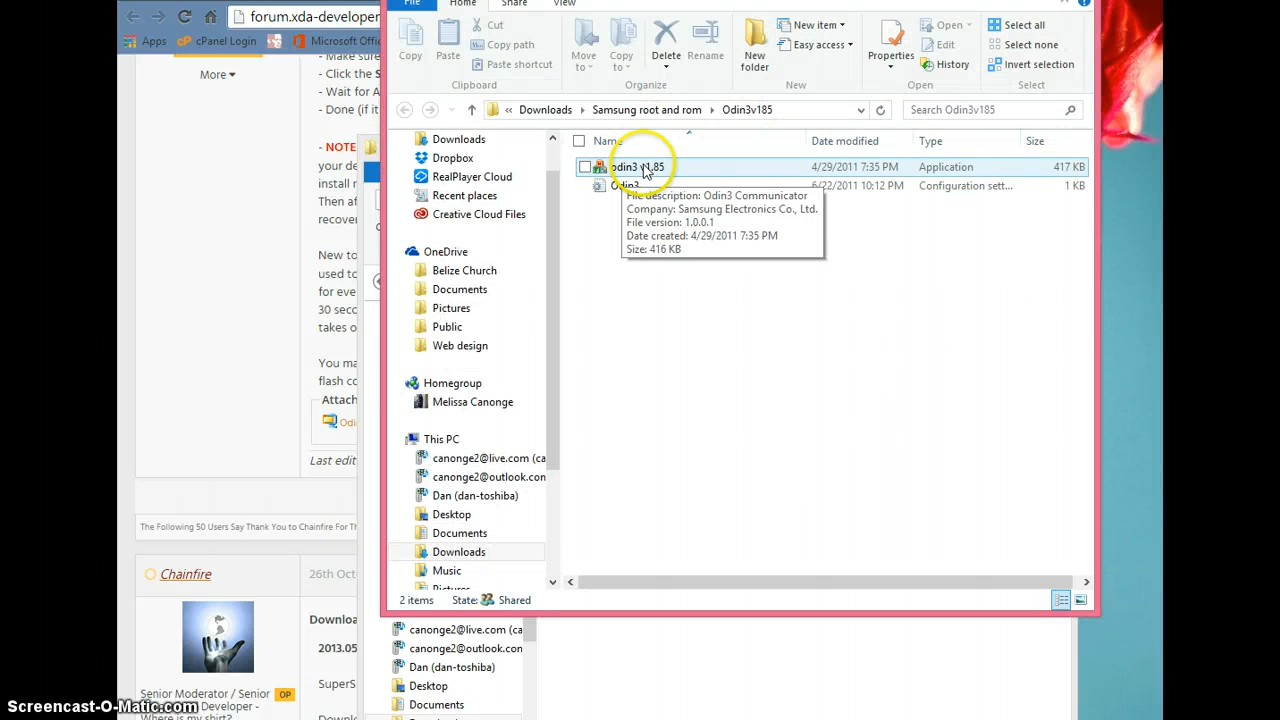 forum.xda-developer
Apps
cPanel Login
Microsoft Offi
More
- Make sure
- Click the S
- Wait for A
- Done (if it
- NOTE
your de
install r
Then af
recover
New to
used to
for eve
30 seco
takes o
You ma
flash co
Attach
Odi
Last edit
The Following 50 Users Say Thank You to Chainfire For Th
Chainfire
26th Oct
Downloa
2013.05
SuperS
Senior Moderator / Senior
Developer -
Where is my shirt?
OP
File
Home
Share
View
Copy
Paste
Cut
Copy path
Paste shortcut
Clipboard
Move to
Copy to
Delete
Rename
Organize
New folder
New item
Easy access
New
Properties
Open
Edit
History
Open
Select all
Select none
Invert selection
Downloads
Samsung root and rom
Odin3v185
Search Odin3v185
Name
Date modified
Type
Size
odin3 v1.85
4/29/2011 7:35 PM
Application
417 KB
Odin3
6/22/2011 10:12 PM
Configuration sett...
1 KB
File description: Odin3 Communicator
Company: Samsung Electronics Co., Ltd.
File version: 1.0.0.1
Date created: 4/29/2011 7:35 PM
Size: 416 KB
Downloads
Dropbox
RealPlayer Cloud
Recent places
Creative Cloud Files
OneDrive
Belize Church
Documents
Pictures
Public
Web design
Homegroup
Melissa Canonge
This PC
canonge2@live.com (ca
canonge2@outlook.con
Dan (dan-toshiba)
Desktop
Documents
Downloads
Music
Pictures
2 items
State:
Shared
canonge2@live.com (ca
canonge2@outlook.com
Dan (dan-toshiba)
Desktop
Documents
Screencast-O-Matic.com